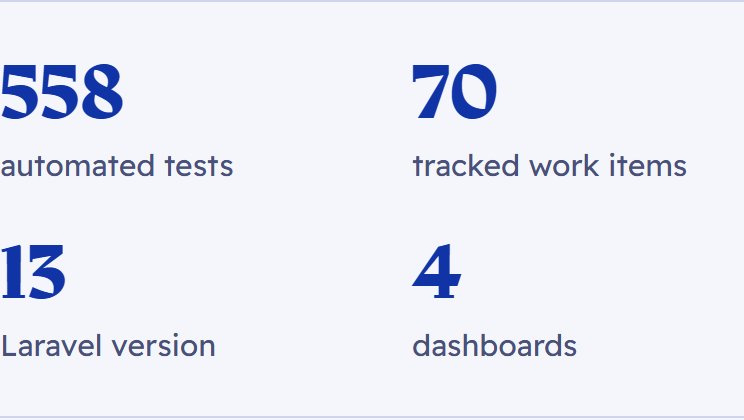 558
70
automated tests
tracked work items
13
4
Laravel version
dashboards